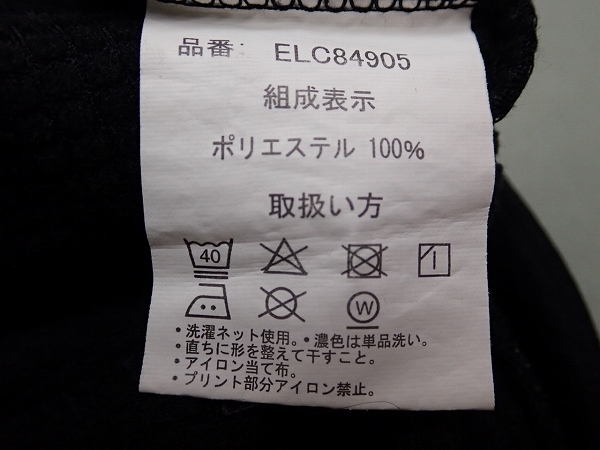 品番: ELC84905
組成表示
ポリエステル 100%
取扱い方
40
W
・洗濯ネット使用。・濃色は単品洗い。
・直ちに形を整えて干すこと。
・アイロン当て布。
・プリント部分アイロン禁止。